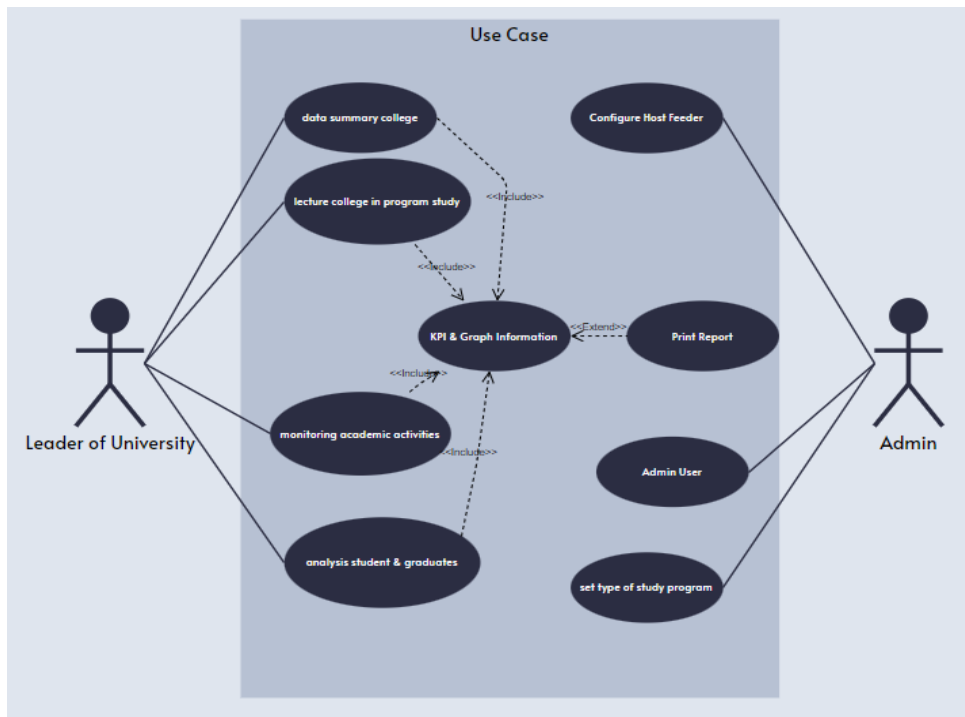 Use Case
data summary college
Configure Host Feeder
<<Include>>
lecture college in program study
<<Include>>
KPI & Graph Information
<<Extend>>
Print Report
<<Include>>
Leader of University
monitoring academic activities
Admin
<<Include>>
Admin User
analysis student & graduates
set type of study program